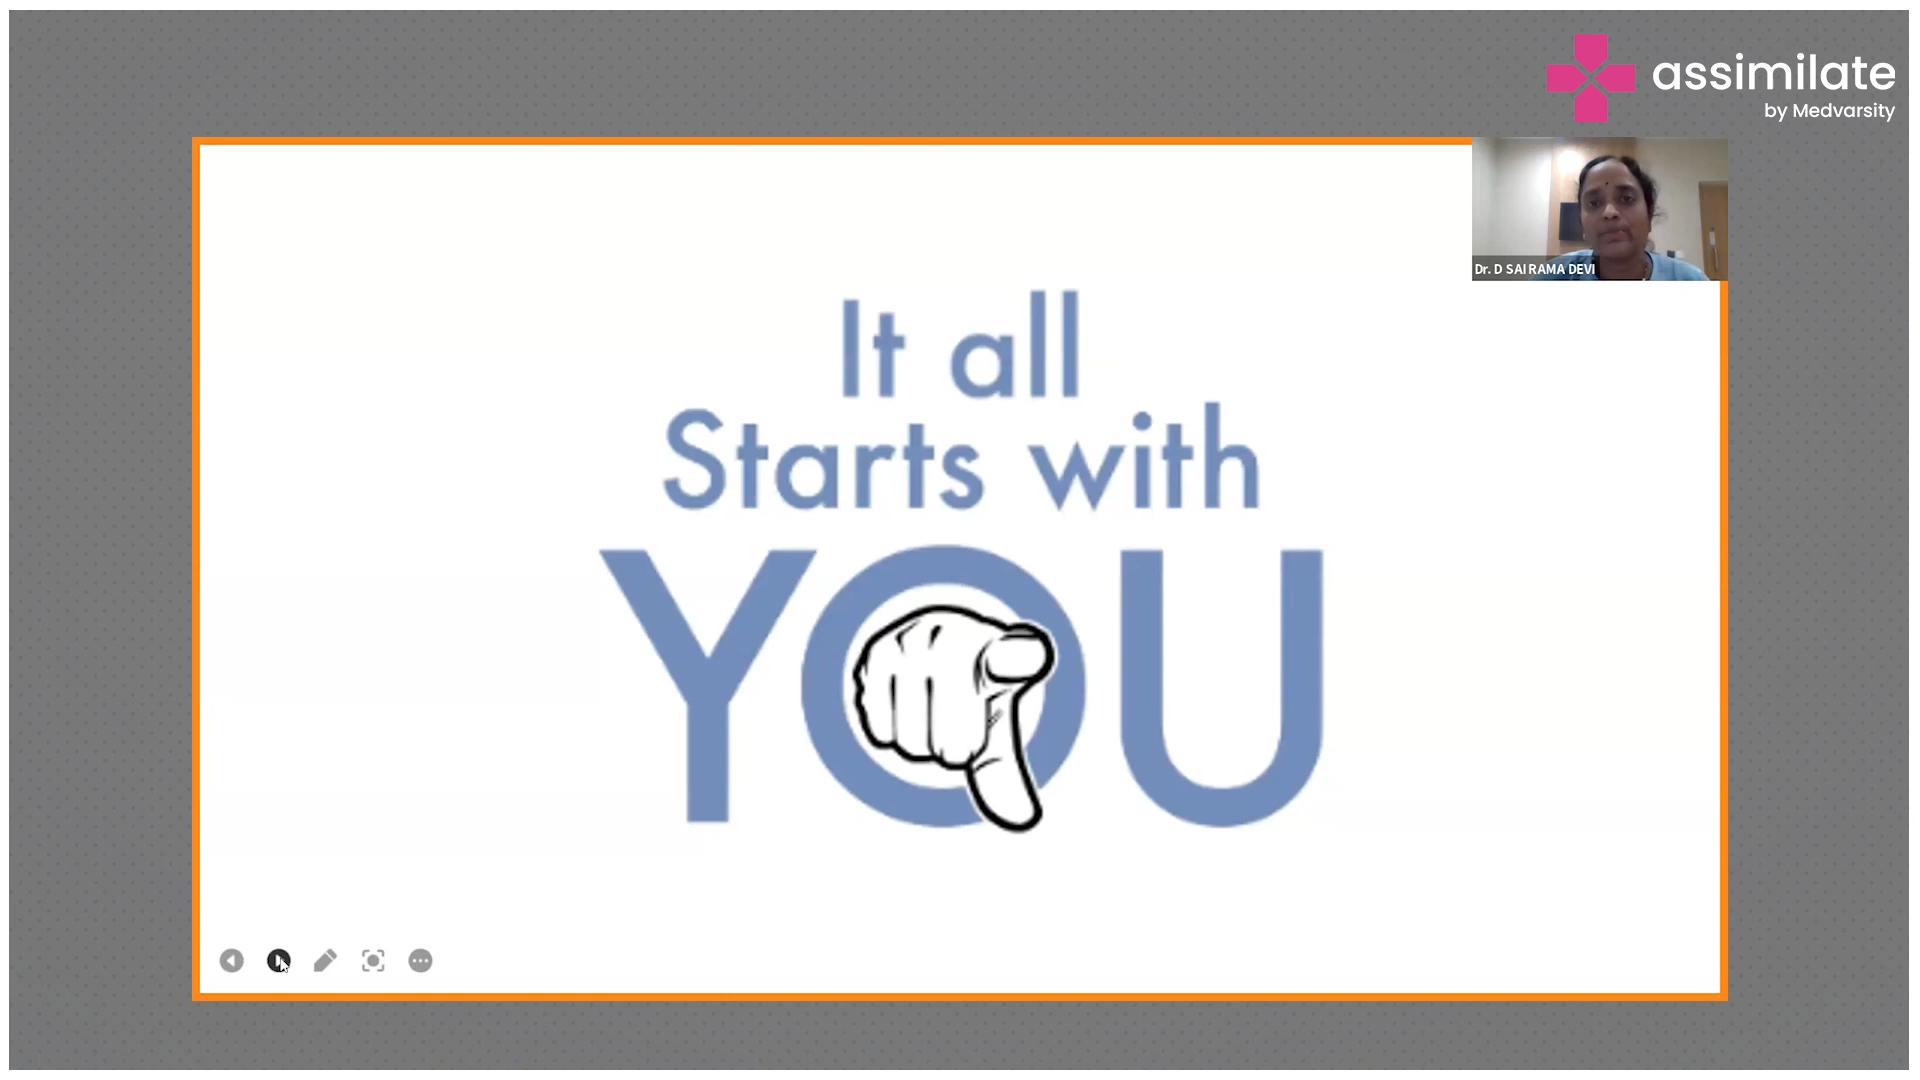 assimilate
by Medvarsity
Dr. D SAI RAMA DEVI
It all
Starts with
YOU